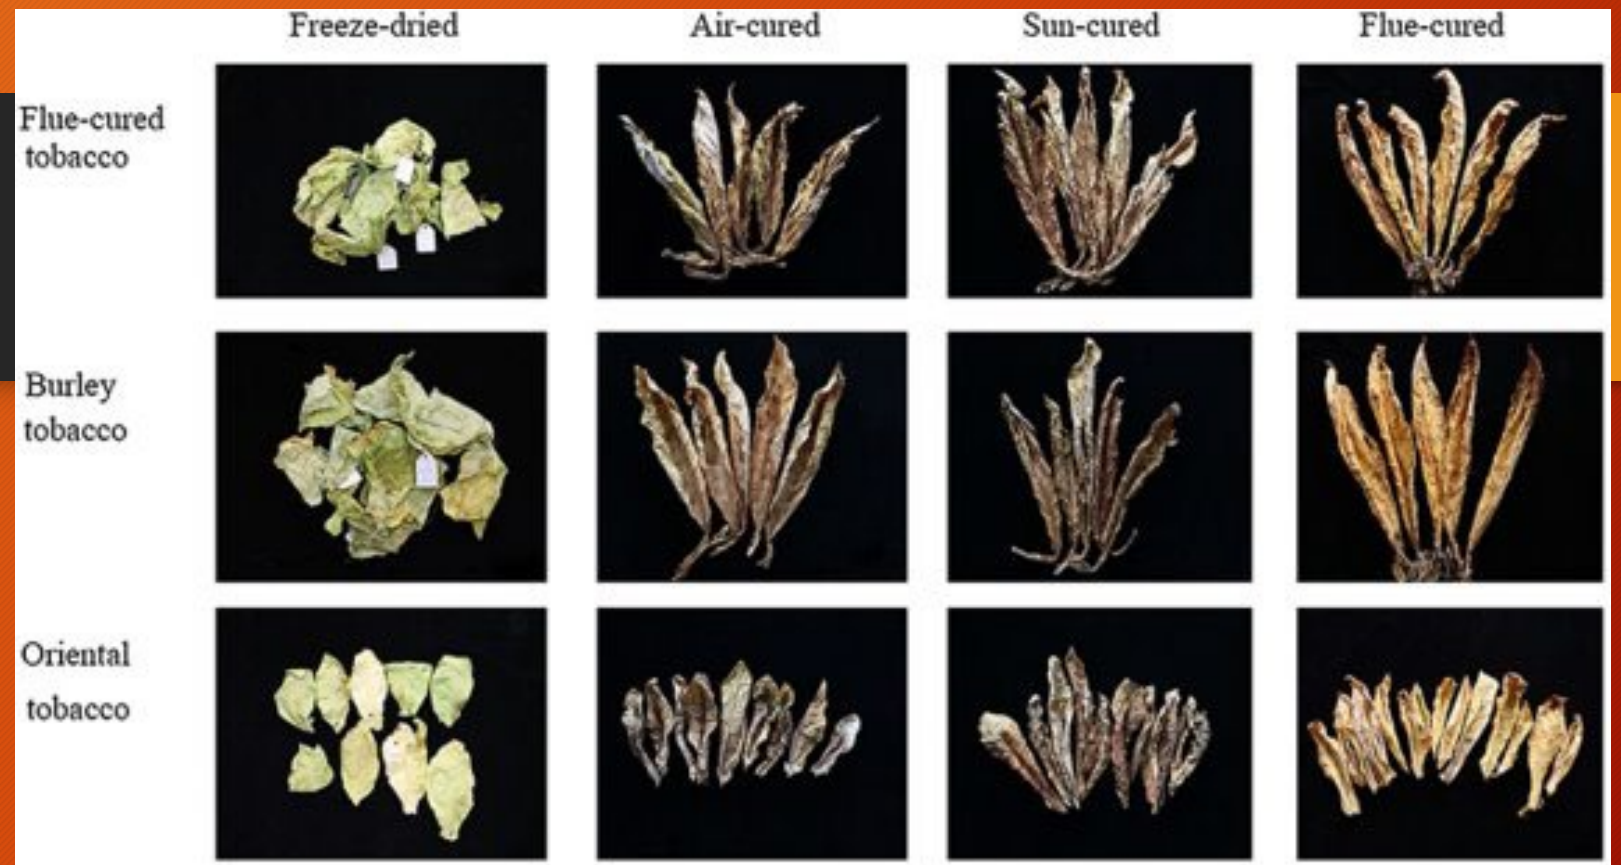 Freeze-dried
Air-cured
Sun-cured
Flue-cured
Flue-cured
tobacco
Burley
tobacco
Oriental
tobacco